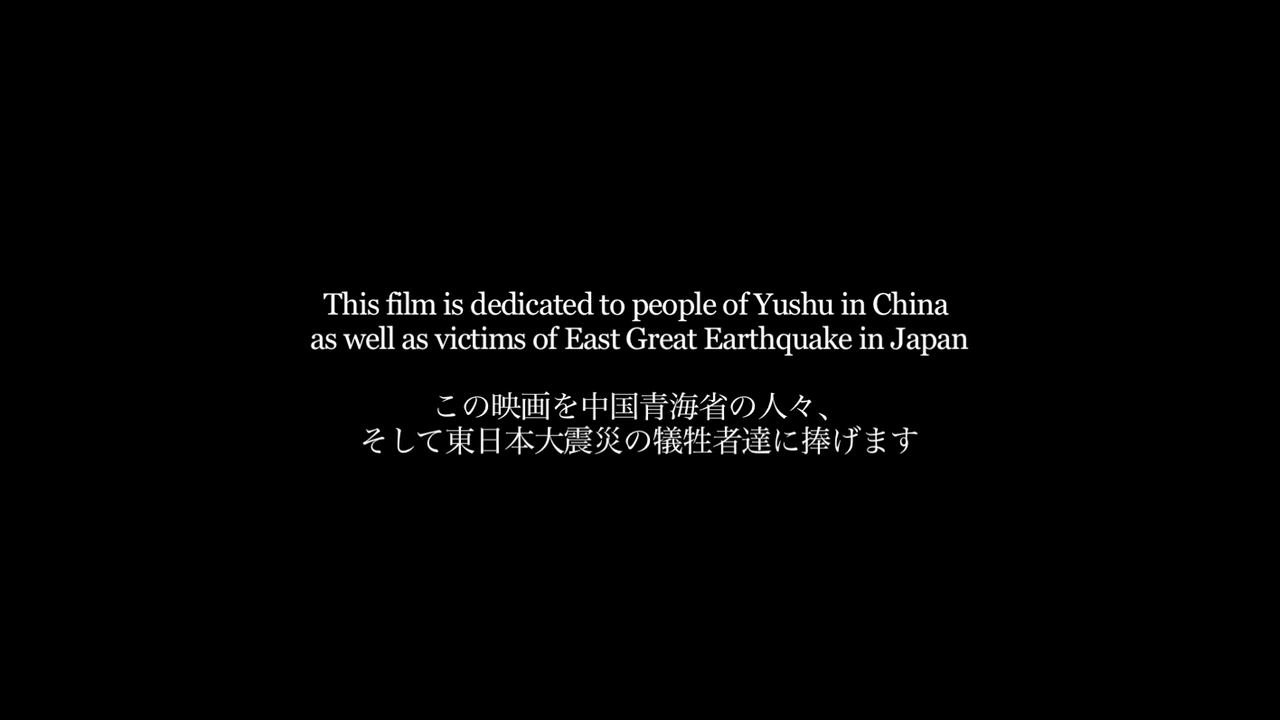 This film is dedicated to people of Yushu in China
as well as victims of East Great Earthquake in Japan
この映画を中国青海省の人々、
そして東日本大震災の犠牲者達に捧げます